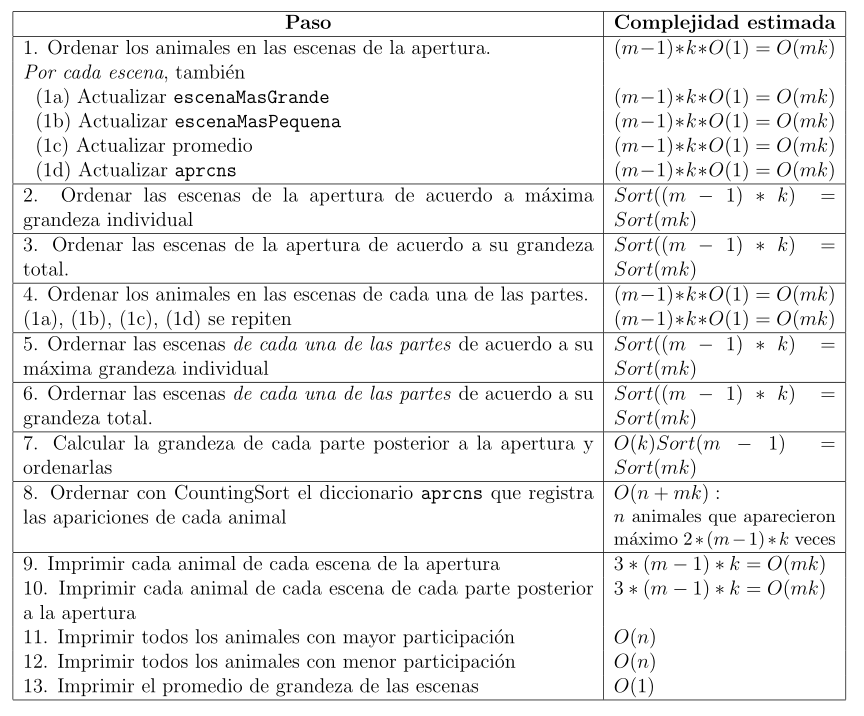 Paso Complejidad estimada
1. Ordenar los animales en las escenas de la apertura. (m−1)∗k∗O(1) = O(mk)
Por cada escena, también
(1a) Actualizar escenaMasGrande (m−1)∗k∗O(1) = O(mk)
(1b) Actualizar escenaMasPequena (m−1)∗k∗O(1) = O(mk)
(1c) Actualizar promedio (m−1)∗k∗O(1) = O(mk)
(1d) Actualizar aprcns (m−1)∗k∗O(1) = O(mk)
2. Ordenar las escenas de la apertura de acuerdo a máxima Sort((m − 1) ∗ k) =
grandeza individual Sort(mk)
3. Ordenar las escenas de la apertura de acuerdo a su grandeza Sort((m − 1) ∗ k) =
total. Sort(mk)
4. Ordenar los animales en las escenas de cada una de las partes. (m−1)∗k∗O(1) = O(mk)
(1a), (1b), (1c), (1d) se repiten (m−1)∗k∗O(1) = O(mk)
5. Ordernar las escenas de cada una de las partes de acuerdo a su Sort((m − 1) ∗ k) =
máxima grandeza individual Sort(mk)
6. Ordernar las escenas de cada una de las partes de acuerdo a su Sort((m − 1) ∗ k) =
grandeza total. Sort(mk)
7. Calcular la grandeza de cada parte posterior a la apertura y O(k)Sort(m − 1) =
ordenarlas Sort(mk)
8. Ordernar con CountingSort el diccionario aprcns que registra O(n + mk) :
las apariciones de cada animal n animales que aparecieron
máximo 2∗(m−1)∗k veces
9. Imprimir cada animal de cada escena de la apertura 3 ∗ (m − 1) ∗ k = O(mk)
10. Imprimir cada animal de cada escena de cada parte posterior 3 ∗ (m − 1) ∗ k = O(mk)
a la apertura
11. Imprimir todos los animales con mayor participación O(n)
12. Imprimir todos los animales con menor participación O(n)
13. Imprimir el promedio de grandeza de las escenas O(1)